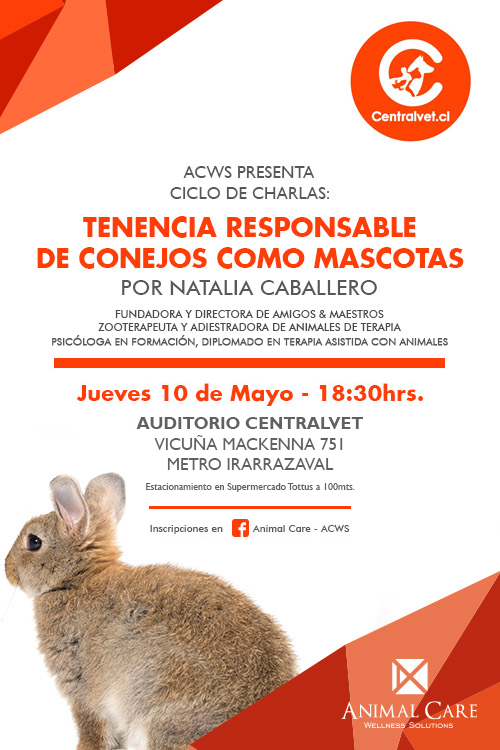 Centralvet.cl
ACWS PRESENTA
CICLO DE CHARLAS:
TENENCIA RESPONSABLE
DE CONEJOS COMO MASCOTAS
POR NATALIA CABALLERO
FUNDADORA Y DIRECTORA DE AMIGOS & MAESTROS
ZOOTERAPEUTA Y ADIESTRADORA DE ANIMALES DE TERAPIA
PSICÓLOGA EN FORMACIÓN, DIPLOMADO EN TERAPIA ASISTIDA CON ANIMALES
Jueves 10 de Mayo - 18:30hrs.
AUDITORIO CENTRALVET
VICUÑA MACKENNA 751
METRO IRARRAZAVAL
Estacionamiento en Supermercado Tottus a 100mts.
Inscripciones en f Animal Care - ACWS
ANIMAL CARE
WELLNESS SOLUTIONS